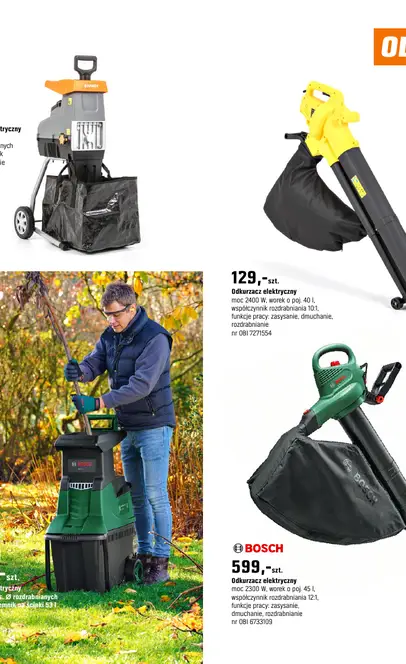 OB
tryczny
nych
k
ie
129,-szt.
Odkurzacz elektryczny
moc 2400 W, worek o poj. 40 l,
współczynnik rozdrabniania 10:1,
funkcje pracy: zasysanie, dmuchanie,
rozdrabnianie
nr OBI 7271554
BOSCH
-szt.
tryczny
s. Ø rozdrabnianych
emnik na ścinki 53 l
BOSCH
599,-szt.
Odkurzacz elektryczny
moc 2300 W, worek o poj. 45 l,
współczynnik rozdrabniania 12:1,
funkcje pracy: zasysanie,
dmuchanie, rozdrabnianie
nr OBI 6733109